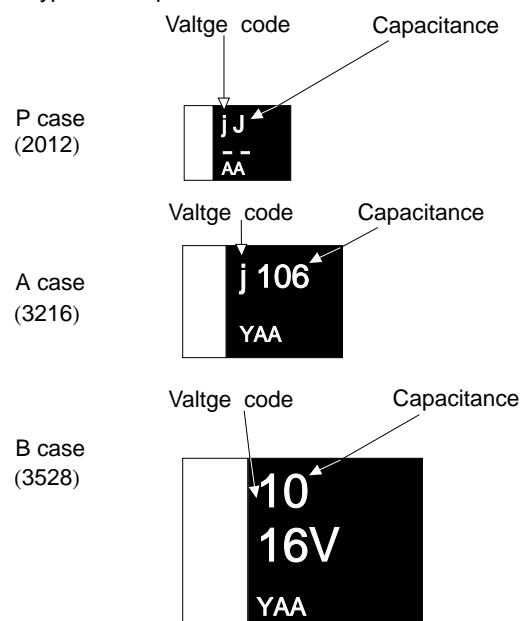 Valtge code Capacitance
P case
(2012)
j J
AA
Valtge code Capacitance
A case
(3216)
j 106
YAA
Valtge code Capacitance
B case
(3528)
10
16V
YAA